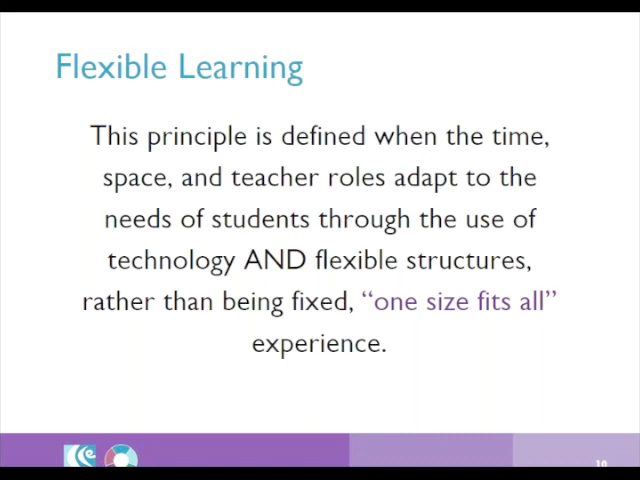 Flexible Learning
This principle is defined when the time,
space, and teacher roles adapt to the
needs of students through the use of
technology AND flexible structures,
rather than being fixed, “one size fits all”
experience.